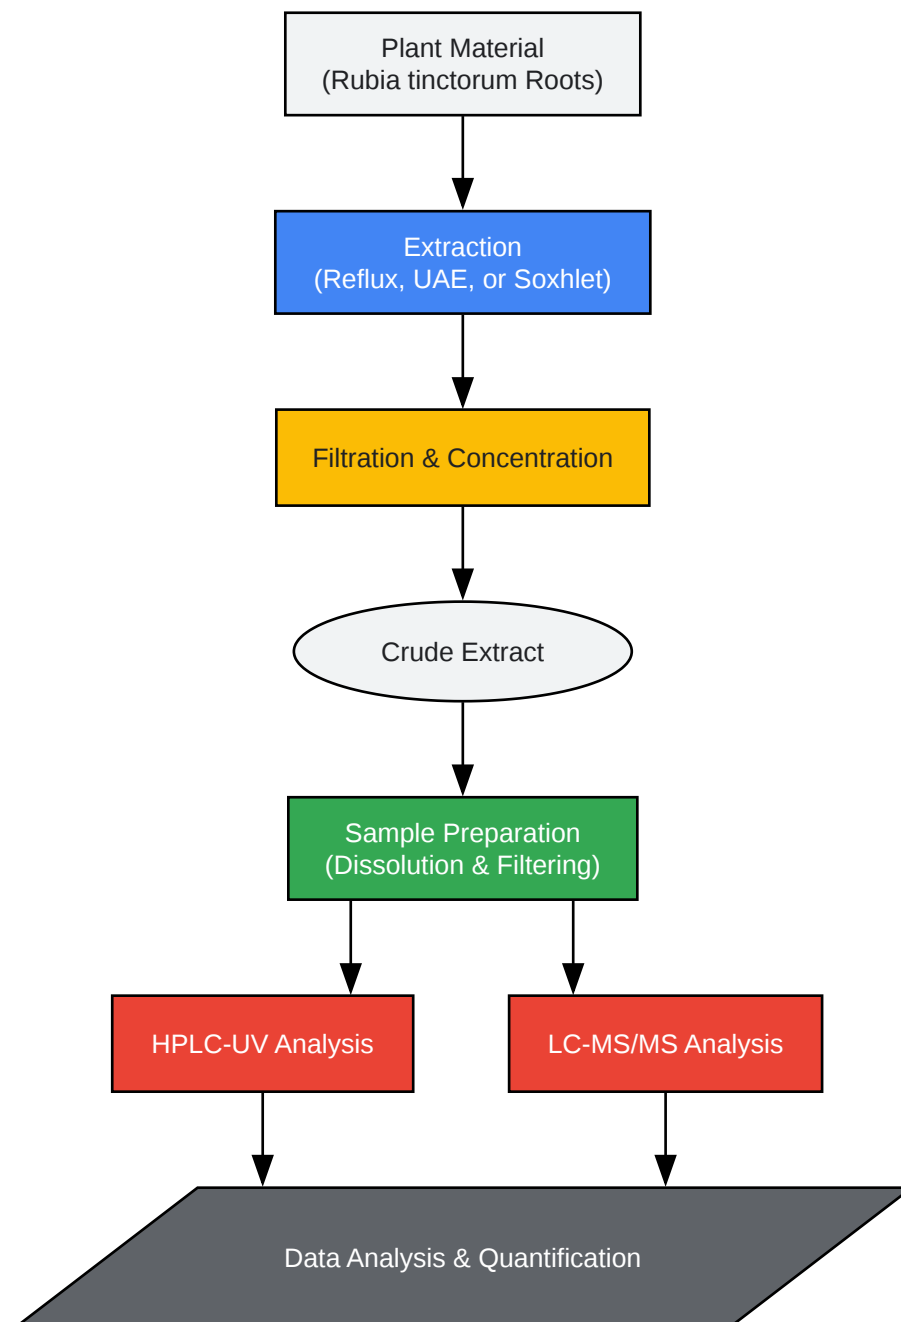 Plant Material
(Rubia tinctorum Roots)
Extraction
(Reflux, UAE, or Soxhlet)
Filtration & Concentration
Crude Extract
Sample Preparation
(Dissolution & Filtering)
HPLC-UV Analysis
LC-MS/MS Analysis
Data Analysis & Quantification